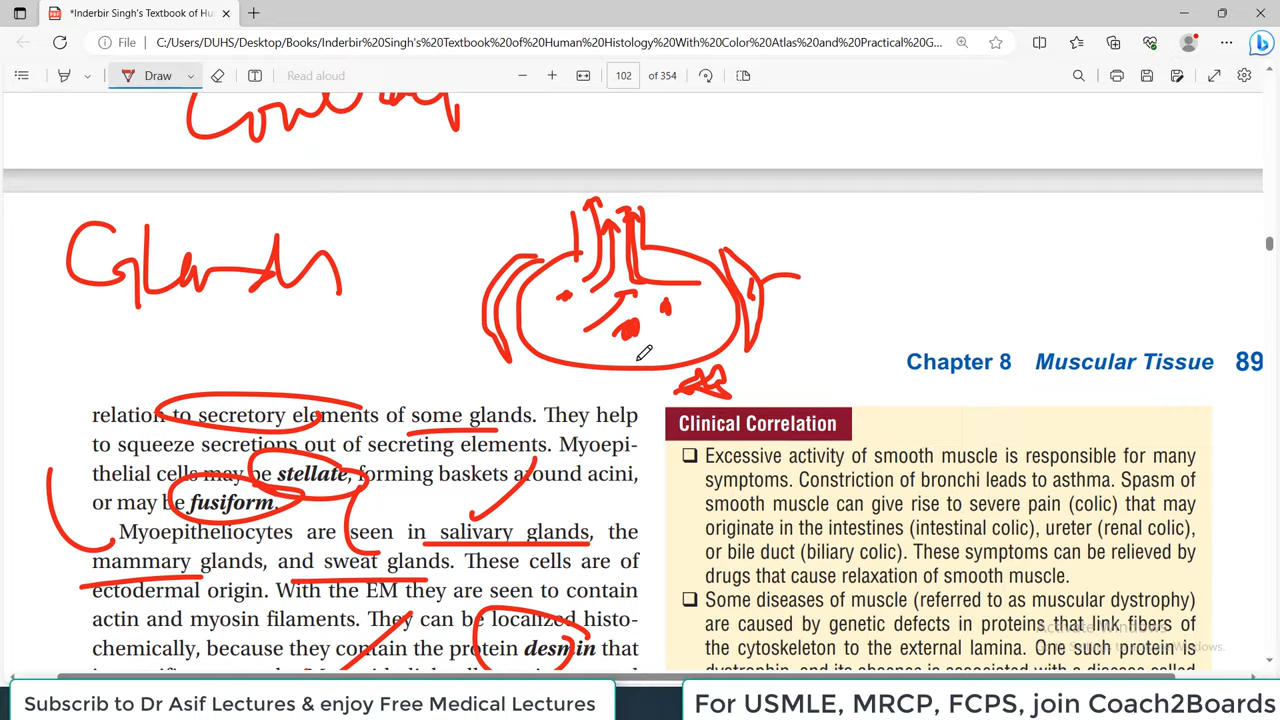 *Inderbir Singh's Textbook of Hu
File
C:/Users/DUHS/Desktop/Books/Inderbir%20Singh's%20Textbook%20of%20Human%20Histology%20With%20Color%20Atlas%20and%20Practical%20G...
Draw
Read aloud
102
of 354
Glands
Chapter 8 Muscular Tissue 89
relation to secretory elements of some glands. They help
to squeeze secretions out of secreting elements. Myoepi-
thelial cells may be stellate, forming baskets around acini,
or may be fusiform.
Myoepitheliocytes are seen in salivary glands, the
mammary glands, and sweat glands. These cells are of
ectodermal origin. With the EM they are seen to contain
actin and myosin filaments. They can be localized histo-
chemically, because they contain the protein desmin that
Clinical Correlation
Excessive activity of smooth muscle is responsible for many
symptoms. Constriction of bronchi leads to asthma. Spasm of
smooth muscle can give rise to severe pain (colic) that may
originate in the intestines (intestinal colic), ureter (renal colic),
or bile duct (biliary colic). These symptoms can be relieved by
drugs that cause relaxation of smooth muscle.
Some diseases of muscle (referred to as muscular dystrophy)
are caused by genetic defects in proteins that link fibers of
the cytoskeleton to the external lamina. One such protein
Activate Windows
Subscrib to Dr Asif Lectures & enjoy Free Medical Lectures
For USMLE, MRCP, FCPS, join Coach2Boards